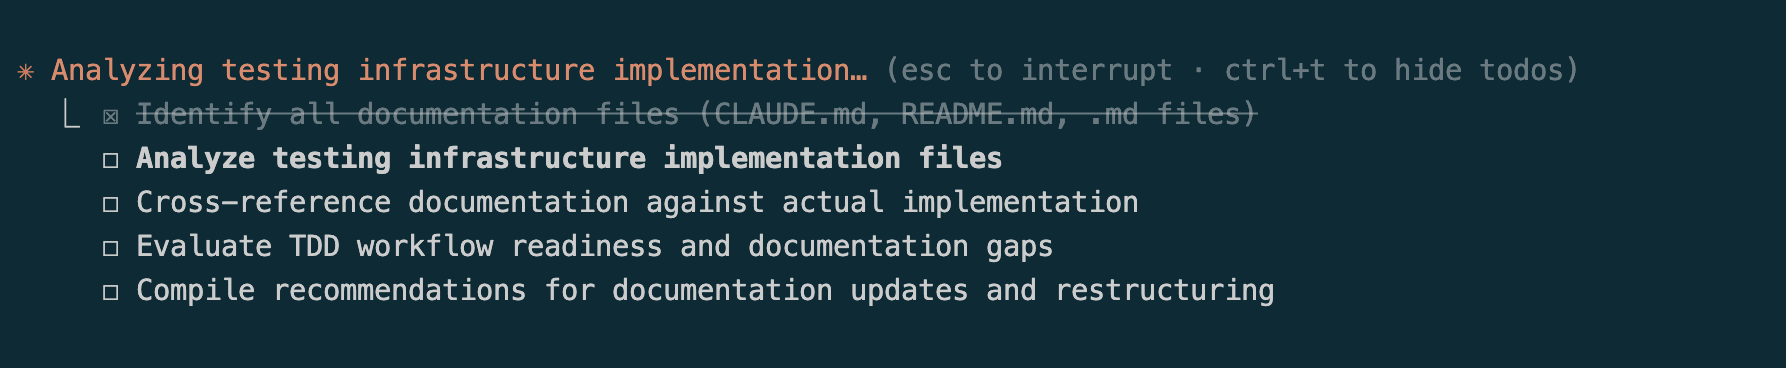 ✳ Analyzing testing infrastructure implementation… (esc to interrupt · ctrl+t to hide todos)
⎿ ☒ Identify all documentation files (CLAUDE.md, README.md, .md files)
☐ Analyze testing infrastructure implementation files
☐ Cross-reference documentation against actual implementation
☐ Evaluate TDD workflow readiness and documentation gaps
☐ Compile recommendations for documentation updates and restructuring